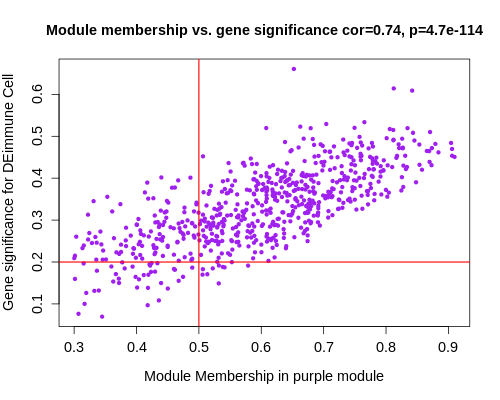 Module membership vs. gene significance cor=0.74, p=4.7e-114
Gene significance for DEimmune Cell
0.6
0.5
0.4
0.3
0.2
0.1
0.3 0.4 0.5 0.6 0.7 0.8 0.9
Module Membership in purple module